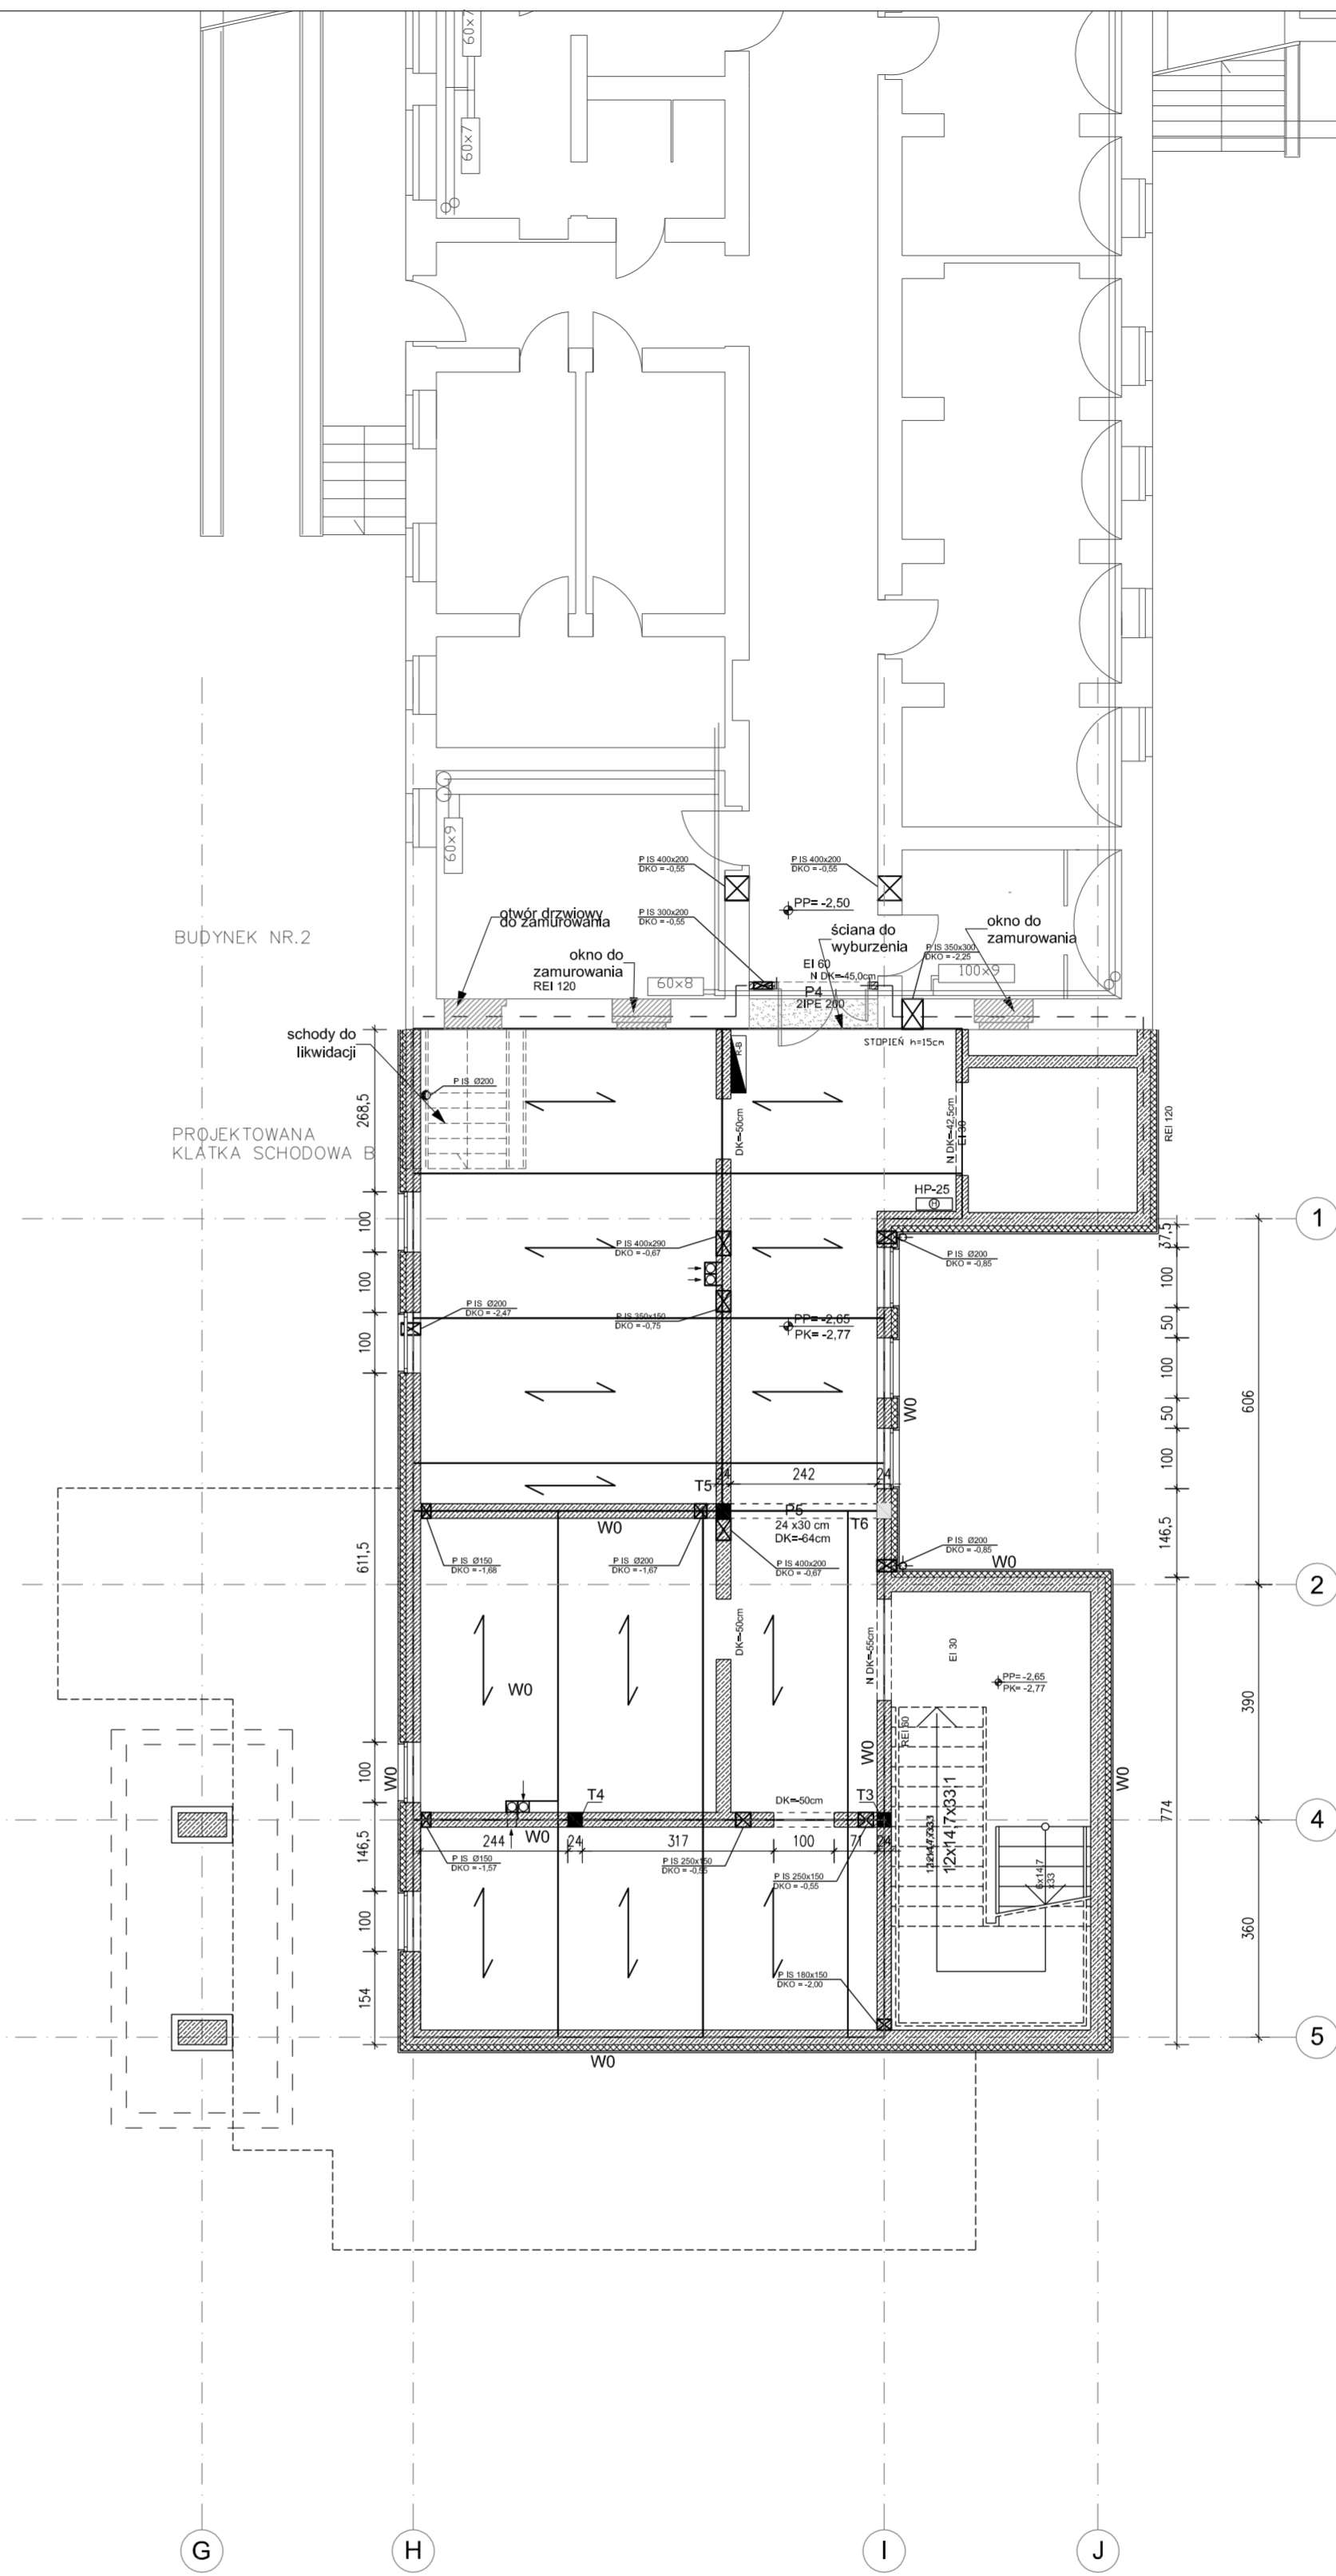 60x7
60x7
60x9
P IS 400x200
DKO = -0,55
P IS 400x200
DKO = -0,55
PP= -2,50
otwór drzwiowy
do zamurowania
P IS 300x200
DKO = -0,55
ściana do
wyburzenia
okno do
zamurowania
BUDYNEK NR.2
okno do
zamurowania
REI 120
EI 60
N DK=-45,0cm
P IS 350x300
DKO = -2,25
60x8
P4
2IPE 200
100x9
schody do
likwidacji
STOPIEŃ h=15cm
R-B
P IS Ø200
268,5
DK=-50cm
N DK=-42,5cm
EI 30
REI 120
PROJEKTOWANA
KLATKA SCHODOWA B
HP-25
H
1
100
P IS 400x290
DKO = -0,67
P IS Ø200
DKO = -0,85
37,5
100
100
P IS Ø200
DKO = -2,47
P IS 350x150
DKO = -0,75
PP= -2,65
PK= -2,77
50
100
100
606
50
W0
100
T5
242
24
P5
24 x30 cm
DK=-64cm
T6
W0
146,5
611,5
P IS Ø150
DKO = -1,68
P IS Ø200
DKO = -1,67
P IS 400x200
DKO = -0,67
P IS Ø200
DKO = -0,85
W0
2
DK=-50cm
N DK=-55cm
EI 30
W0
PP= -2,65
PK= -2,77
390
REI 60
100
W0
T4
DK=-50cm
T3
W0
W0
774
4
12x14,7x33,1
146,5
244
W0
24
317
100
71
24
P IS Ø150
DKO = -1,57
P IS 250x150
DKO = -0,55
P IS 250x150
DKO = -0,55
6x14,7
x33
100
360
154
P IS 180x150
DKO = -2,00
5
W0
G
H
I
J